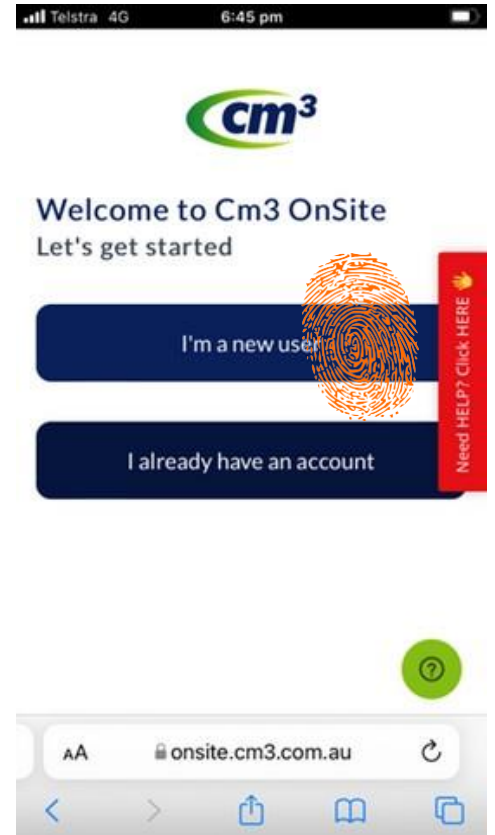 Telstra 4G 6:45 pm
cm³
Welcome to Cm3 OnSite
Let's get started
I'm a new user
Need HELP? Click HERE 👋
I already have an account
?
AA onsite.cm3.com.au